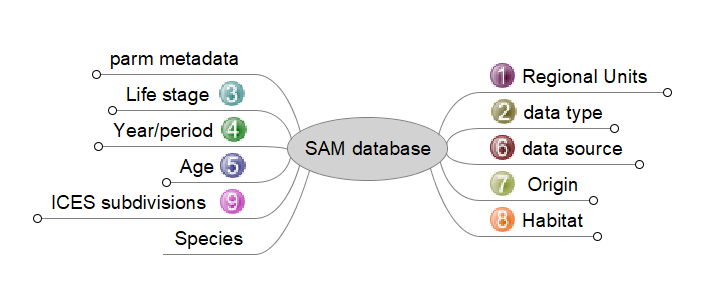 parm metadata
Life stage 3
Year/period 4
Age 5
ICES subdivisions 9
Species
SAM database
1 Regional Units
2 data type
6 data source
7 Origin
8 Habitat